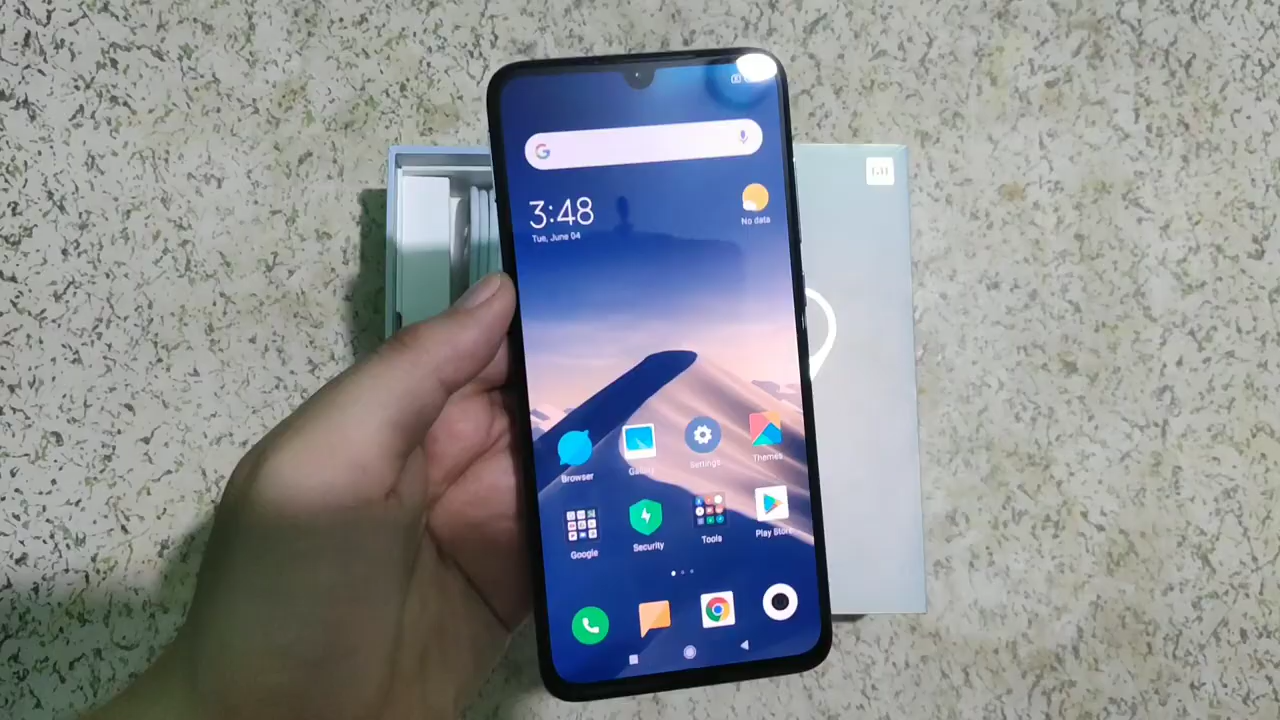 3:48
Tue, June 04
No data
Browser
Gallery
Settings
Themes
Google
Security
Tools
Play Store